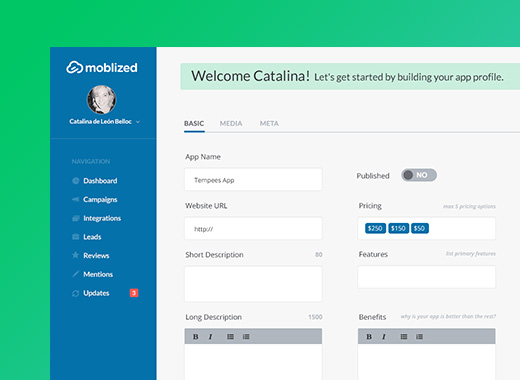 moblized
Catalina de León Belloc
NAVIGATION
Dashboard
Campaigns
Integrations
Leads
Reviews
Mentions
Updates 3
Welcome Catalina! Let's get started by building your app profile.
BASIC MEDIA META
App Name
Tempees App
Published NO
Website URL
http://
Pricing max 5 pricing options
$250 $150 $50
Short Description 80
Features list primary features
Long Description 1500
B I
Benefits why is your app is better than the rest?
B I